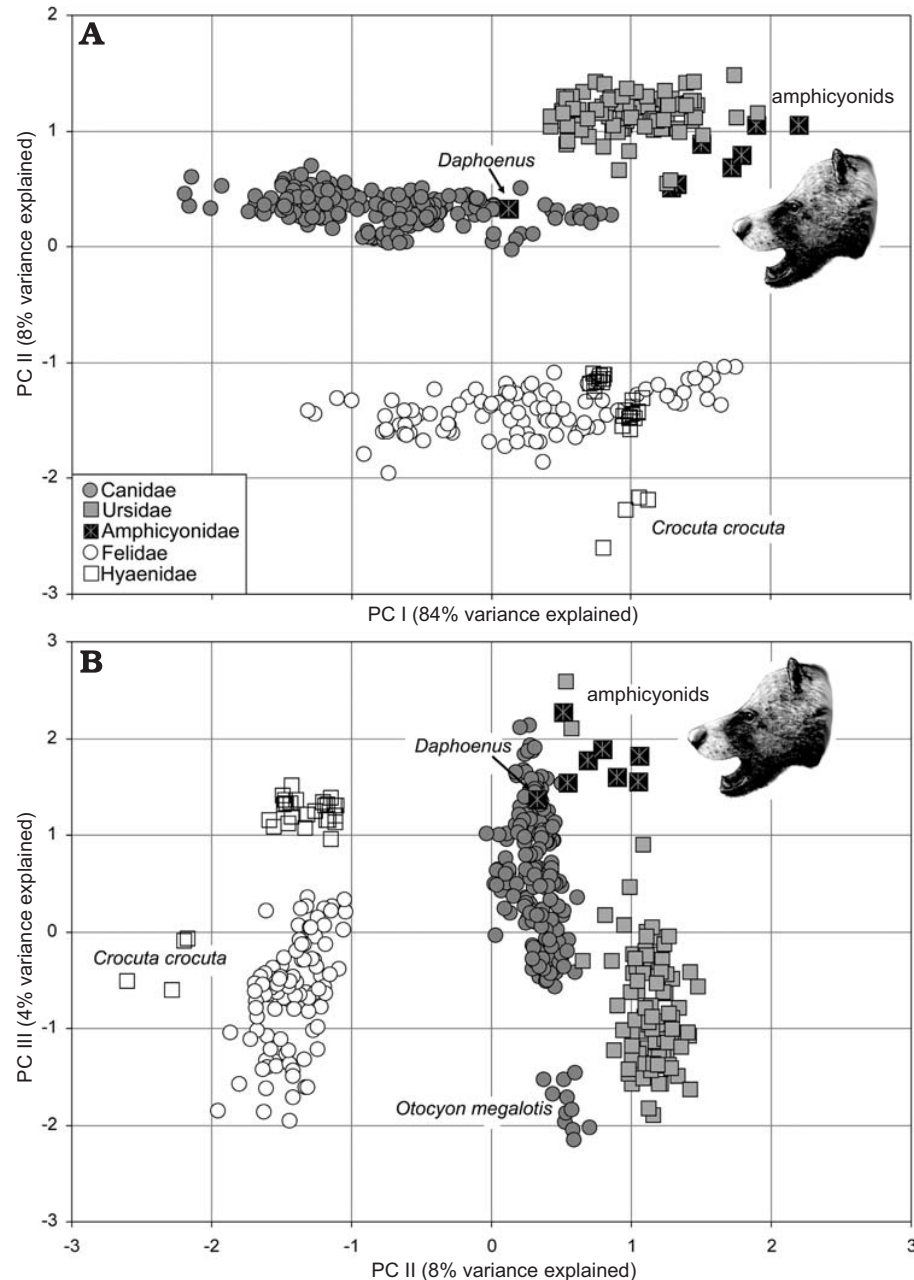 A
2
amphicyonids
1
Daphoenus
0
PC II (8% variance explained)
-1
-2
Canidae
Ursidae
Amphicyonidae
Felidae
Hyaenidae
Crocuta crocuta
-3
PC I (84% variance explained)
B
3
amphicyonids
2
Daphoenus
1
0
Crocuta crocuta
PC III (4% variance explained)
-1
Otocyon megalotis
-2
-3
-3 -2 -1 0 1 2 3
PC II (8% variance explained)